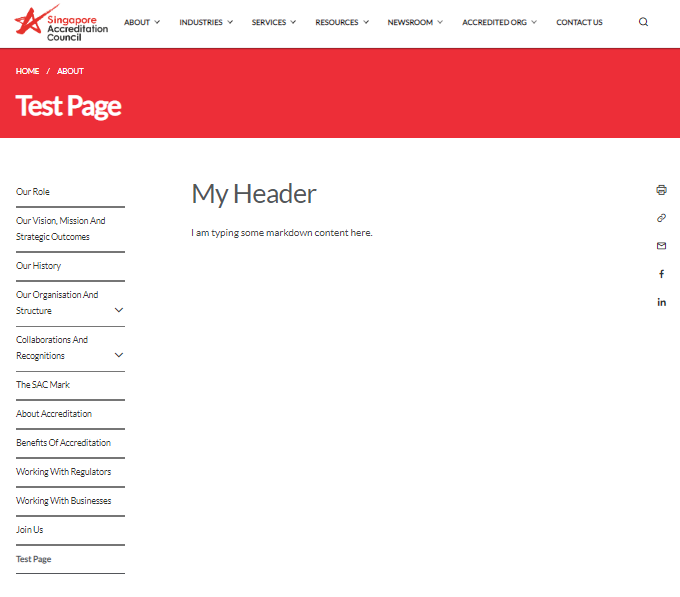 Singapore
Accreditation
Council
ABOUT INDUSTRIES SERVICES RESOURCES NEWSROOM ACCREDITED ORG CONTACT US
HOME / ABOUT
Test Page
Our Role
Our Vision, Mission And
Strategic Outcomes
Our History
Our Organisation And
Structure
Collaborations And
Recognitions
The SAC Mark
About Accreditation
Benefits Of Accreditation
Working With Regulators
Working With Businesses
Join Us
Test Page
My Header
I am typing some markdown content here.